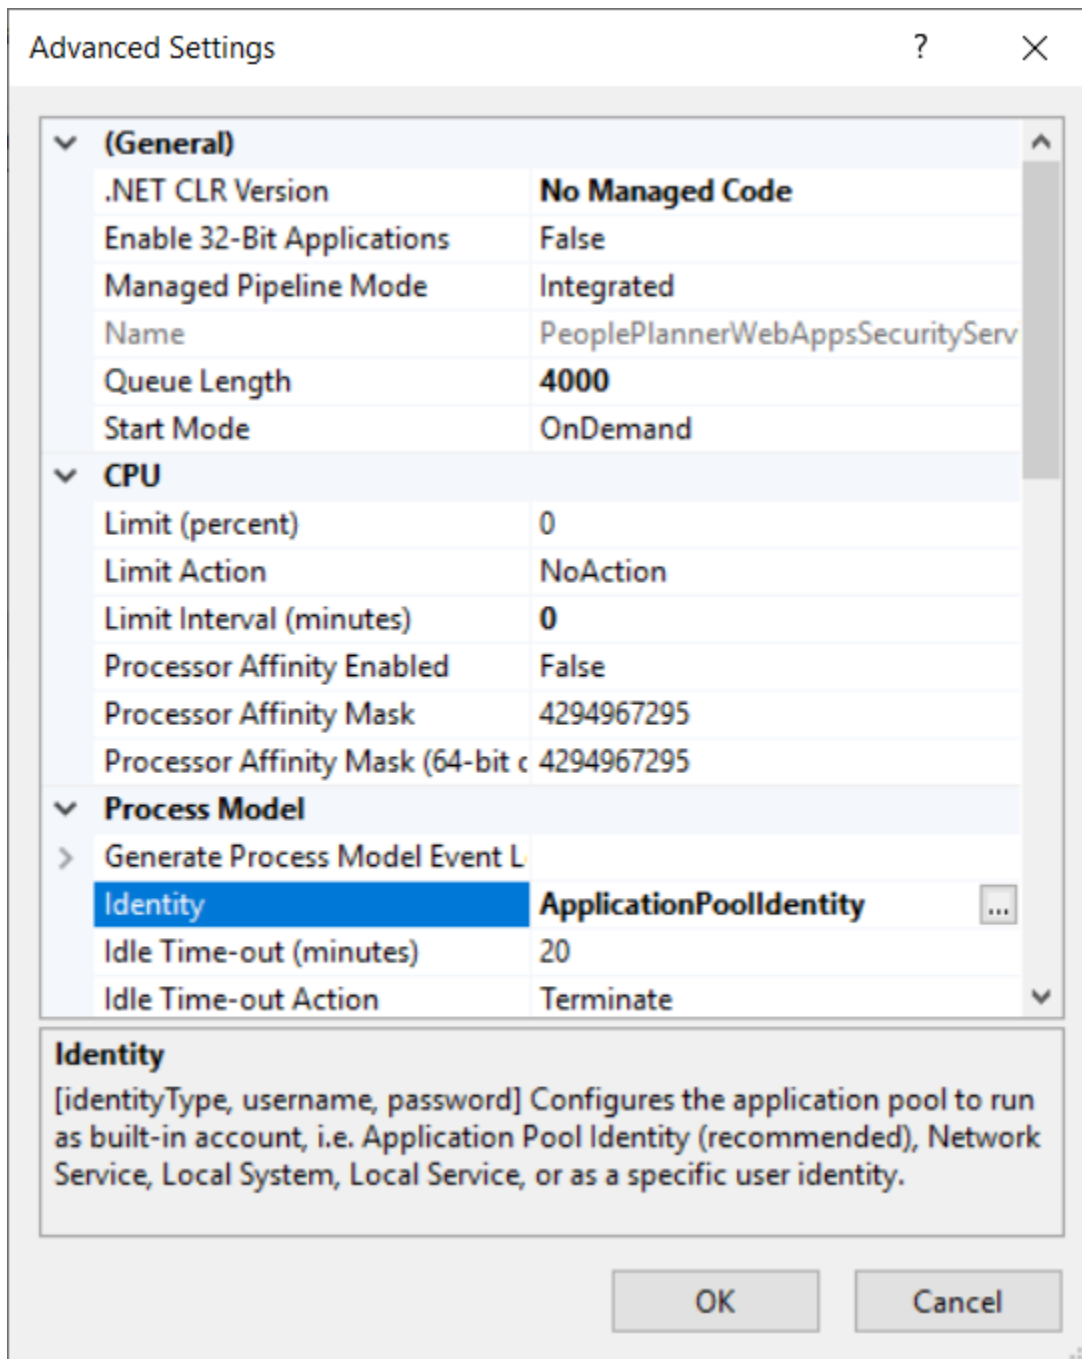 Advanced Settings ?
(General)
.NET CLR Version No Managed Code
Enable 32-Bit Applications False
Managed Pipeline Mode Integrated
Name PeoplePlannerWebAppsSecurityServ
Queue Length 4000
Start Mode OnDemand
CPU
Limit (percent) 0
Limit Action NoAction
Limit Interval (minutes) 0
Processor Affinity Enabled False
Processor Affinity Mask 4294967295
Processor Affinity Mask (64-bit c 4294967295
Process Model
Generate Process Model Event L
Identity ApplicationPoolIdentity ...
Idle Time-out (minutes) 20
Idle Time-out Action Terminate
Identity
[identityType, username, password] Configures the application pool to run
as built-in account, i.e. Application Pool Identity (recommended), Network
Service, Local System, Local Service, or as a specific user identity.
OK Cancel